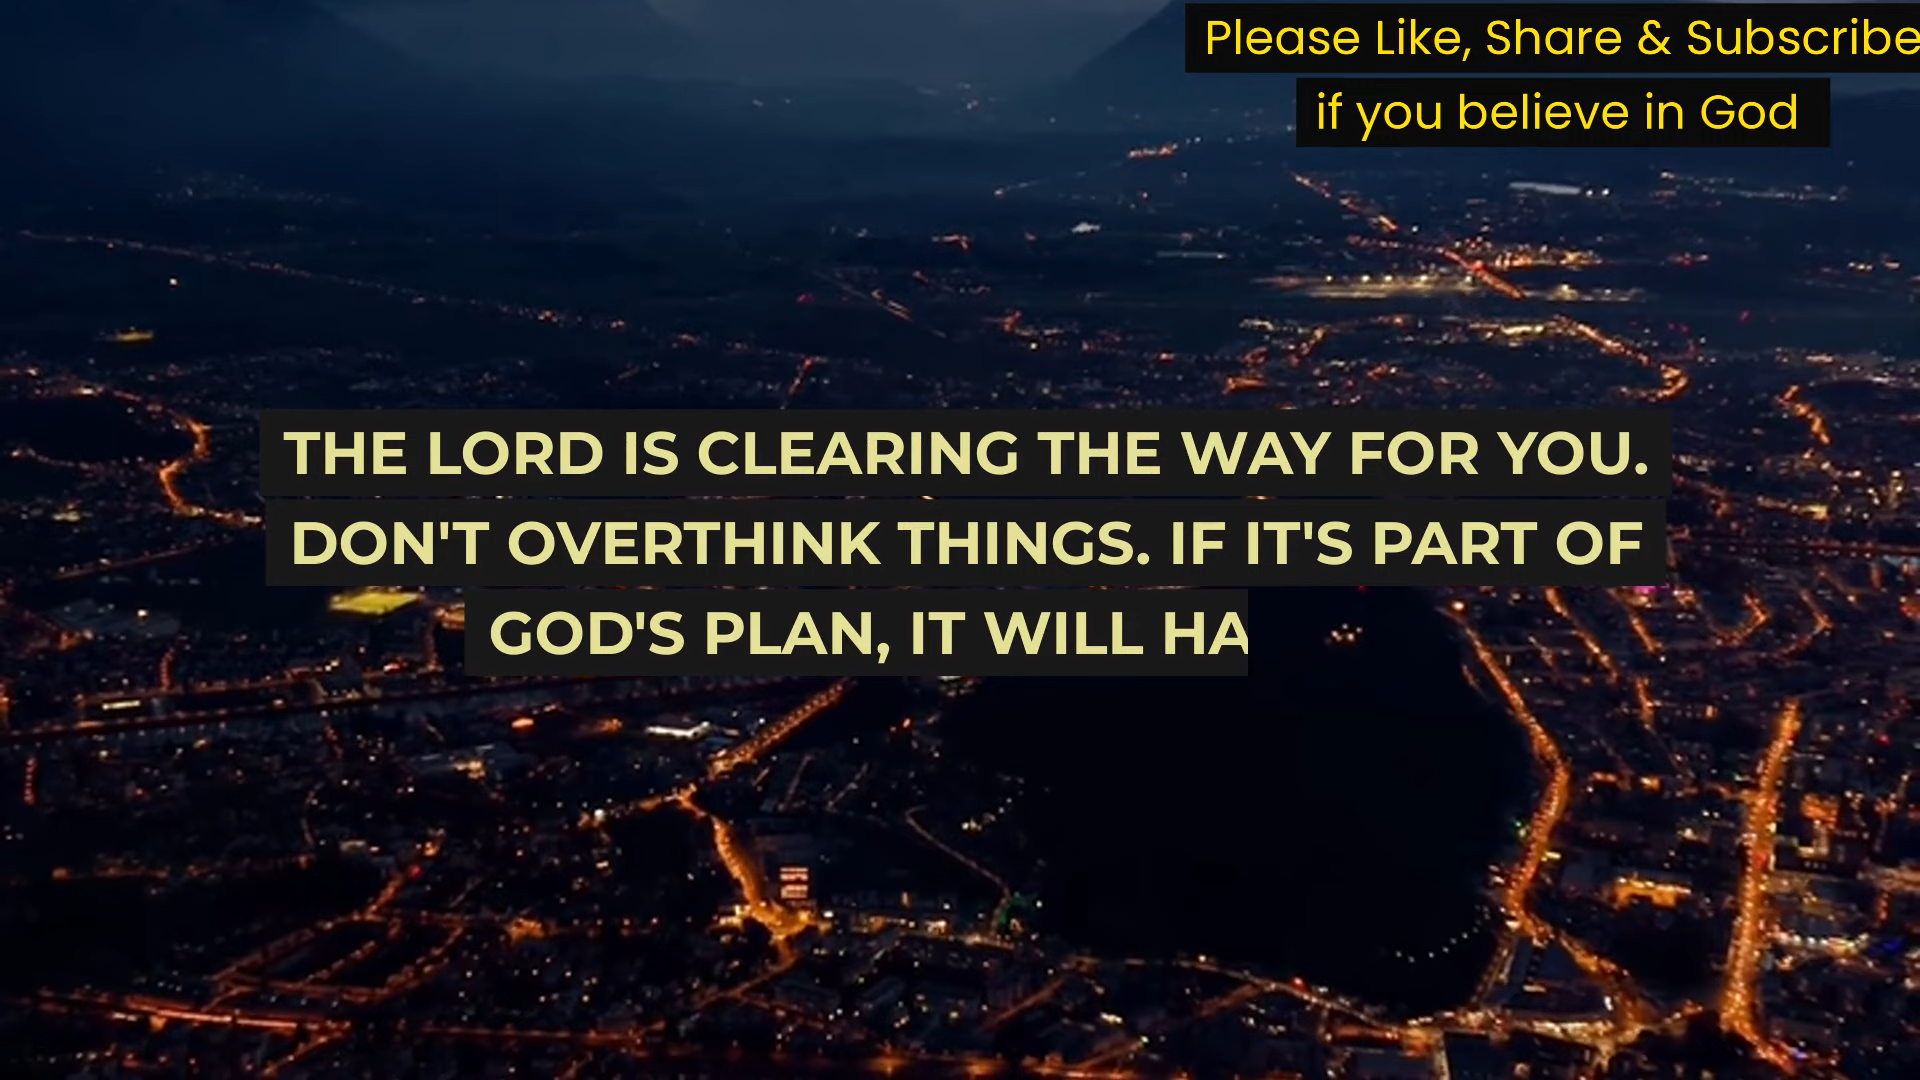 Please Like, Share & Subscribe
if you believe in God
THE LORD IS CLEARING THE WAY FOR YOU.
DON'T OVERTHINK THINGS. IF IT'S PART OF
GOD'S PLAN, IT WILL HA